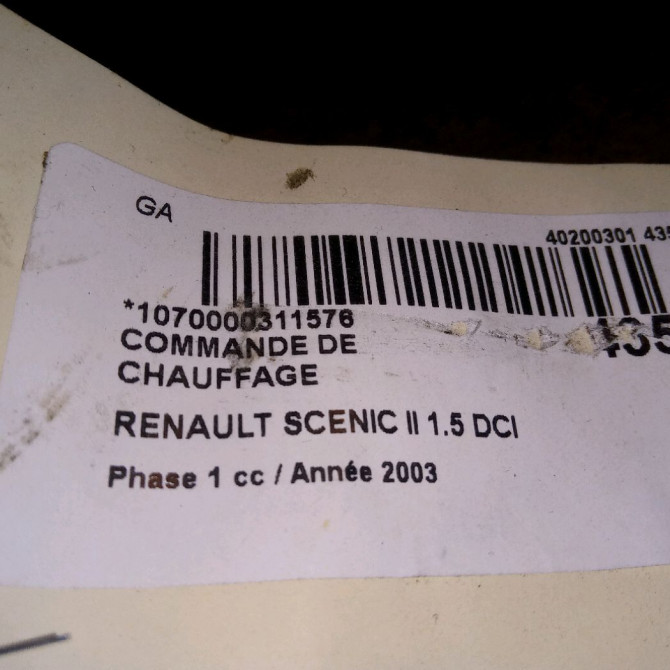 GA
40200301 435
*1070000311576
COMMANDE DE
CHAUFFAGE
RENAULT SCENIC II 1.5 DCI
Phase 1 cc / Année 2003